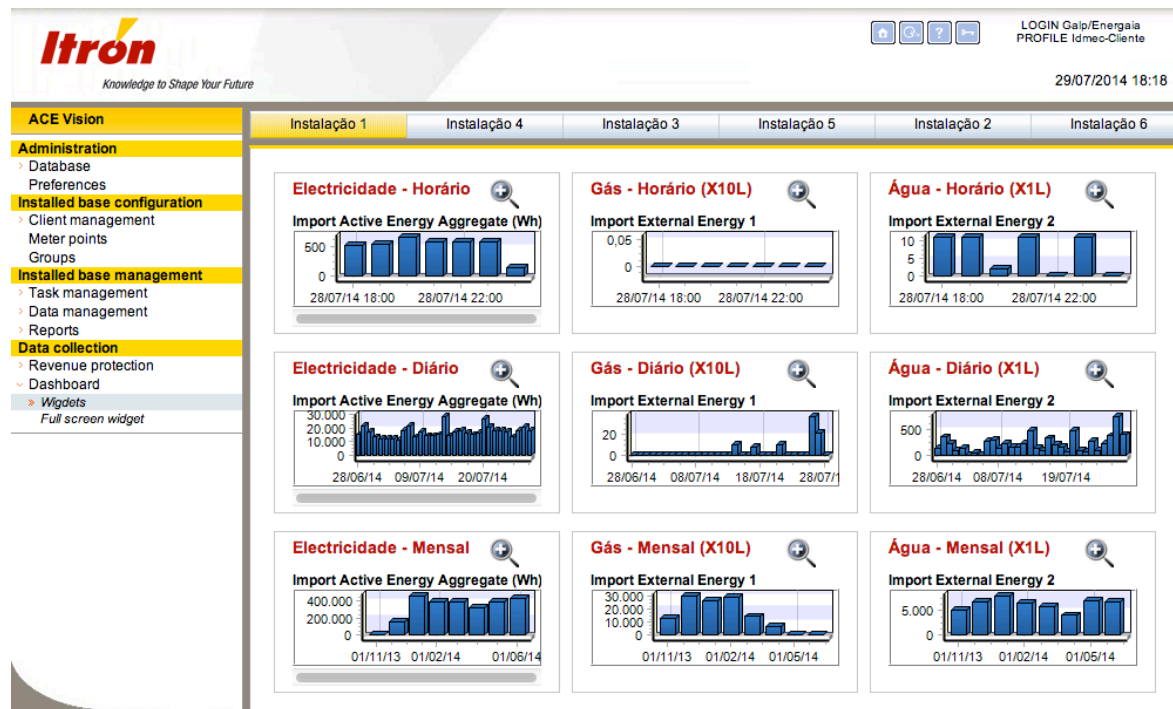 Itrón
Knowledge to Shape Your Future
LOGIN Galp/Energaia
PROFILE Idmec-Cliente
29/07/2014 18:18
ACE Vision
Administration
Database
Preferences
Installed base configuration
Client management
Meter points
Groups
Installed base management
Task management
Data management
Reports
Data collection
Revenue protection
Dashboard
Wigdets
Full screen widget
Instalação 1 Instalação 4 Instalação 3 Instalação 5 Instalação 2 Instalação 6
Electricidade - Horário
Import Active Energy Aggregate (Wh)
500
0
28/07/14 18:00 28/07/14 22:00
Gás - Horário (X10L)
Import External Energy 1
0,05
0
28/07/14 18:00 28/07/14 22:00
Água - Horário (X1L)
Import External Energy 2
10
5
0
28/07/14 18:00 28/07/14 22:00
Electricidade - Diário
Import Active Energy Aggregate (Wh)
30.000
20.000
10.000
0
28/06/14 09/07/14 20/07/14
Gás - Diário (X10L)
Import External Energy 1
20
0
28/06/14 08/07/14 18/07/14 28/07/1
Água - Diário (X1L)
Import External Energy 2
500
0
28/06/14 08/07/14 19/07/14
Electricidade - Mensal
Import Active Energy Aggregate (Wh)
400.000
200.000
0
01/11/13 01/02/14 01/06/14
Gás - Mensal (X10L)
Import External Energy 1
30.000
20.000
10.000
0
01/11/13 01/02/14 01/05/14
Água - Mensal (X1L)
Import External Energy 2
5.000
0
01/11/13 01/02/14 01/05/14